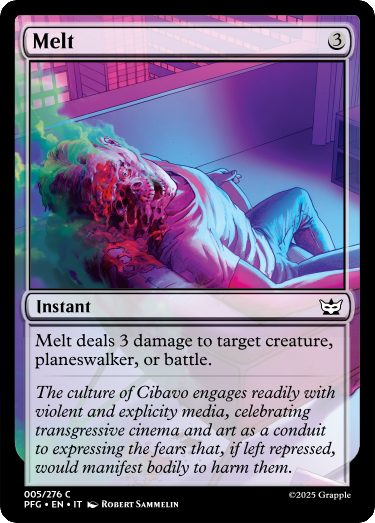 Melt 3
Instant
Melt deals 3 damage to target creature,
planeswalker, or battle.
The culture of Cibavo engages readily with
violent and explicity media, celebrating
transgressive cinema and art as a conduit
to expressing the fears that, if left repressed,
would manifest bodily to harm them.
005/276 C
PFG • EN • IT Robert Sammelin
©2025 Grapple